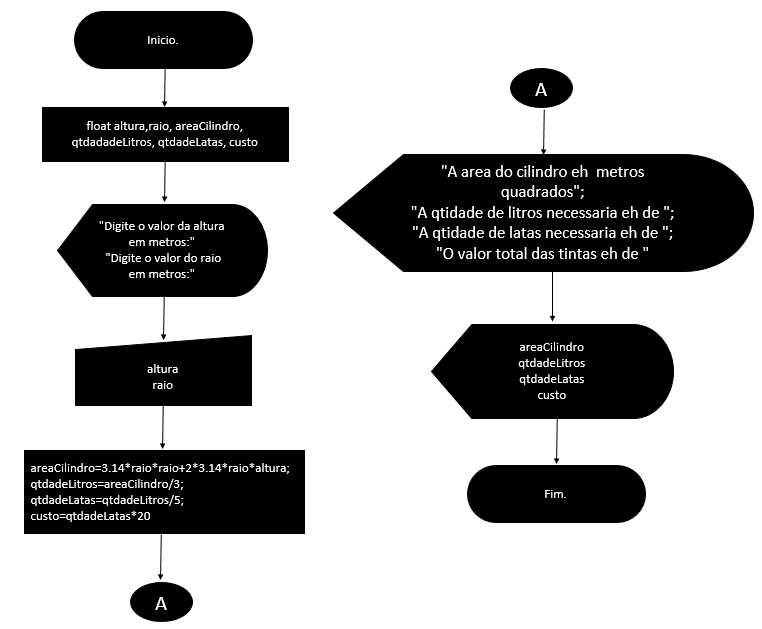 Inicio.
float altura,raio, areaCilindro,
qtdadadeLitros, qtdadeLatas, custo
"Digite o valor da altura
em metros:"
"Digite o valor do raio
em metros:"
altura
raio
areaCilindro=3.14*raio*raio+2*3.14*raio*altura;
qtdadeLitros=areaCilindro/3;
qtdadeLatas=qtdadeLitros/5;
custo=qtdadeLatas*20
A
A
"A area do cilindro eh  metros
quadrados";
"A qtidade de litros necessaria eh de ";
"A qtidade de latas necessaria eh de ";
"O valor total das tintas eh de "
areaCilindro
qtdadeLitros
qtdadeLatas
custo
Fim.